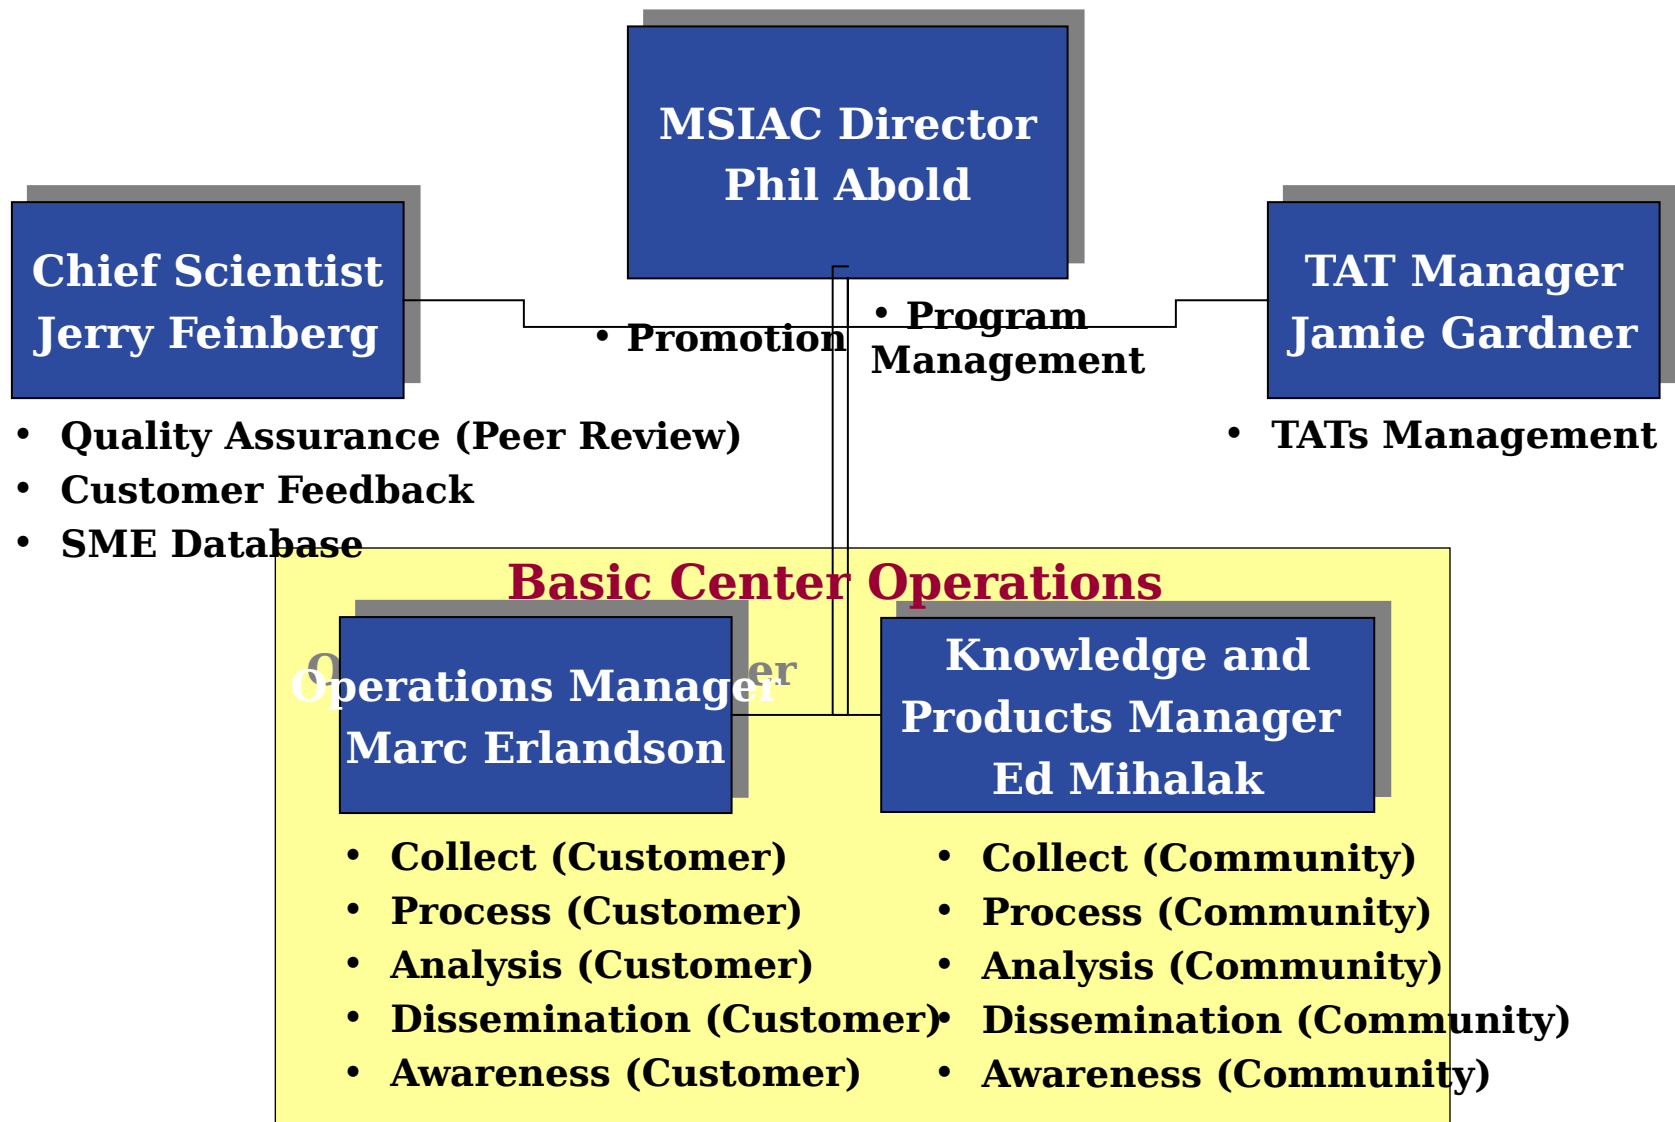 MSIAC Director
Phil Abold
Chief Scientist
Jerry Feinberg
TAT Manager
Jamie Gardner
• Promotion
• Program
Management
• Quality Assurance (Peer Review)
• Customer Feedback
• SME Database
• TATs Management
Basic Center Operations
Operations Manager
Marc Erlandson
Knowledge and
Products Manager
Ed Mihalak
• Collect (Customer)
• Process (Customer)
• Analysis (Customer)
• Dissemination (Customer)
• Awareness (Customer)
• Collect (Community)
• Process (Community)
• Analysis (Community)
• Dissemination (Community)
• Awareness (Community)